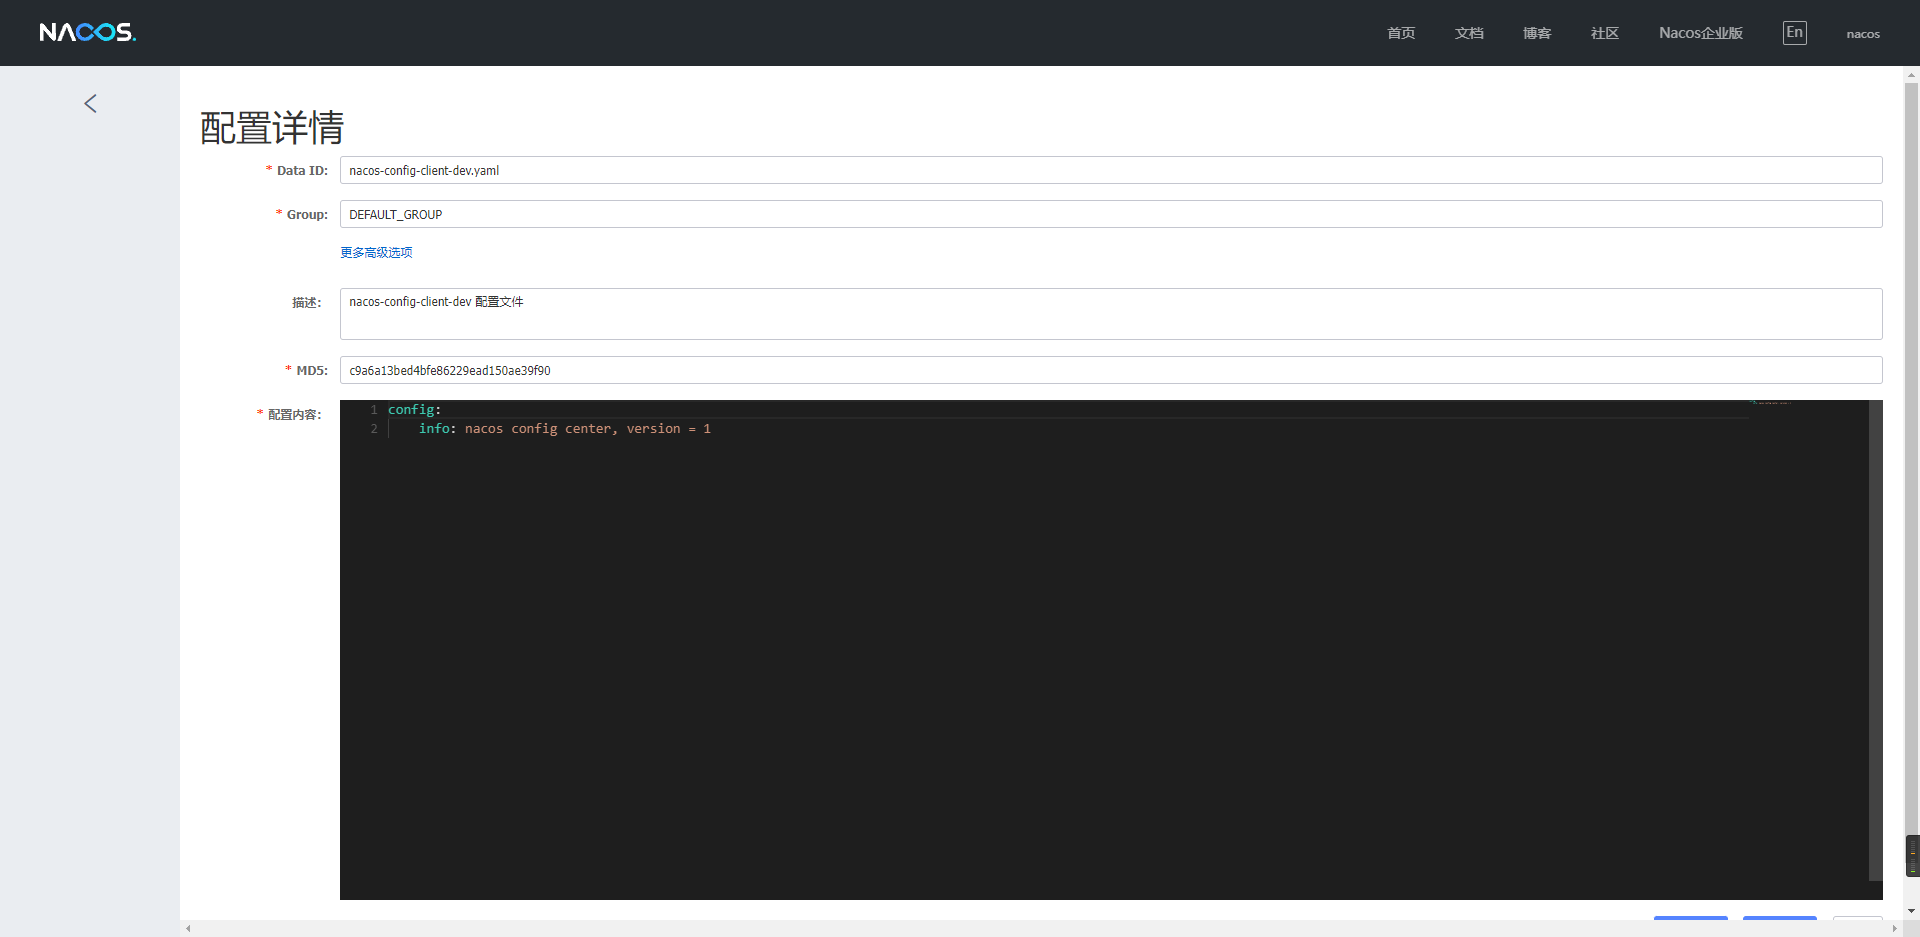 NACOS.
首页 文档 博客 社区 Nacos企业版 En nacos
配置详情
* Data ID: nacos-config-client-dev.yaml
* Group: DEFAULT_GROUP
更多高级选项
描述: nacos-config-client-dev 配置文件
* MD5: c9a6a13bed4bfe86229ead150ae39f90
* 配置内容:
1 config:
2     info: nacos config center, version = 1